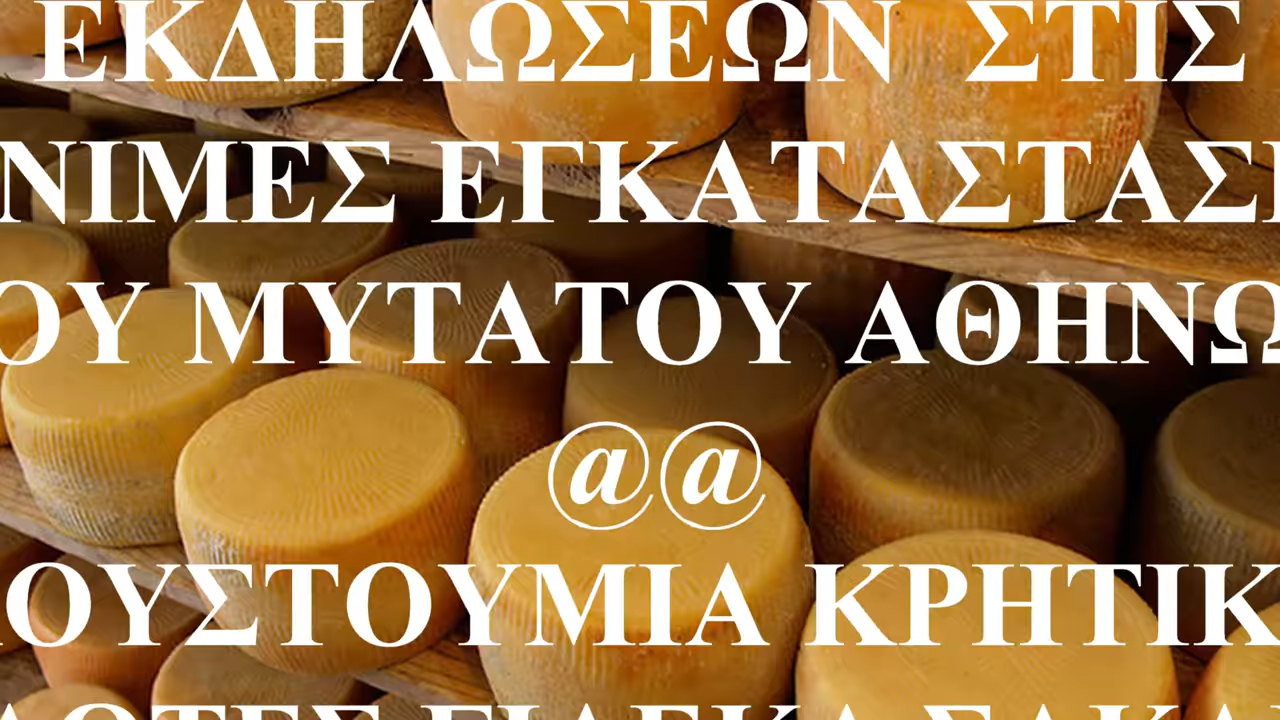 ΕΚΔΗΛΩΣΕΩΝ ΣΤΙΣ
ΝΙΜΕΣ ΕΓΚΑΤΑΣΤΑΣΕ
ΟΥ ΜΥΤΑΤΟΥ ΑΘΗΝΩ
@@
ΟΥΣΤΟΥΜΙΑ ΚΡΗΤΙΚ